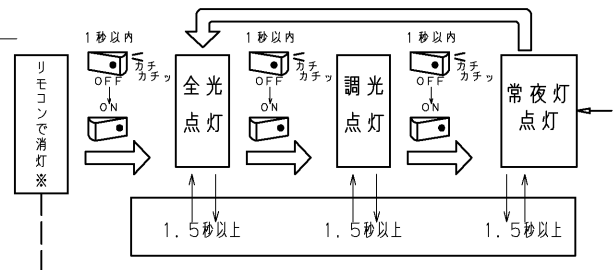 1秒以内
1秒以内
1秒以内
カチ
カチッ
カチ
カチッ
カチ
カチッ
OFF
OFF
OFF
ON
ON
ON
リモコンで消灯※
全光
点灯
調光
点灯
常夜灯
点灯
1.5秒以上
1.5秒以上
1.5秒以上